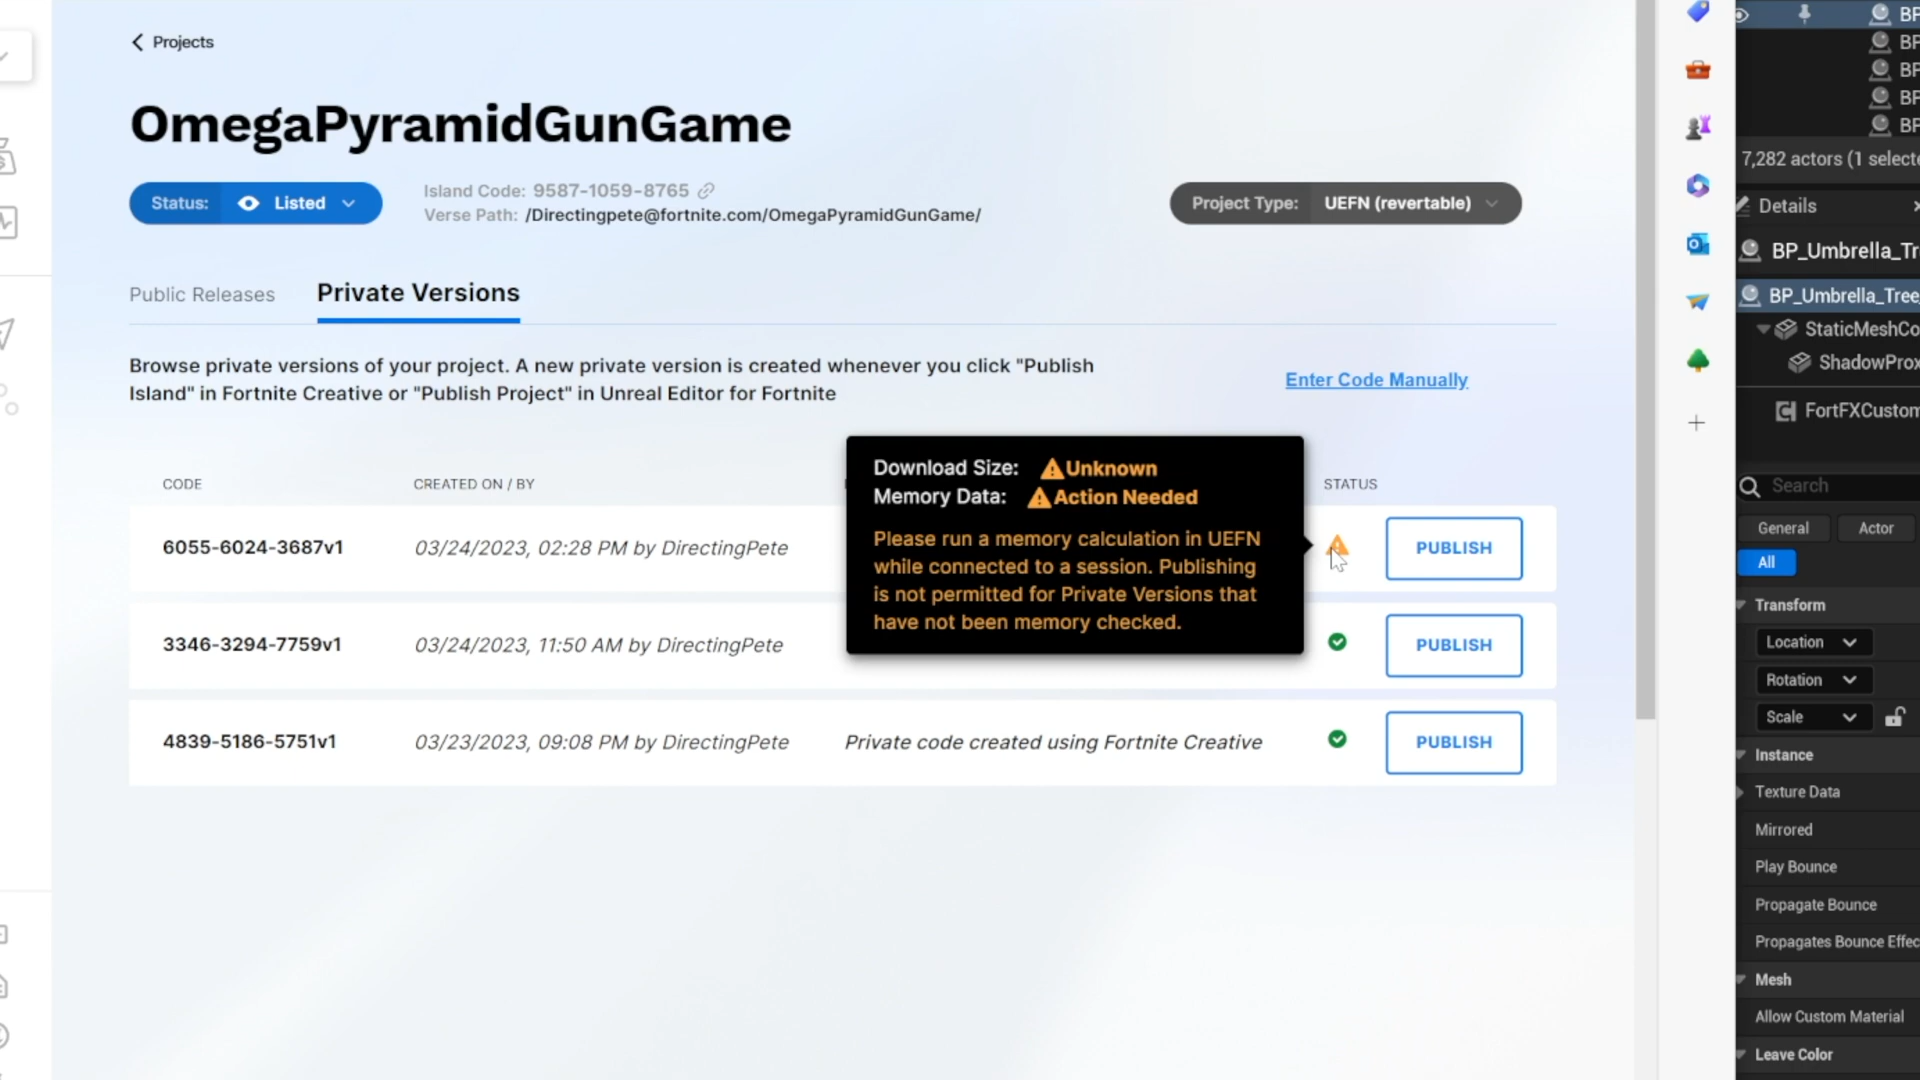 Projects
OmegaPyramidGunGame
Status: Listed
Island Code: 9587-1059-8765
Verse Path: /Directingpete@fortnite.com/OmegaPyramidGunGame/
Project Type: UEFN (revertable)
Public Releases Private Versions
Browse private versions of your project. A new private version is created whenever you click "Publish
Island" in Fortnite Creative or "Publish Project" in Unreal Editor for Fortnite
Enter Code Manually
CODE CREATED ON / BY STATUS
Download Size: Unknown
Memory Data: Action Needed
Please run a memory calculation in UEFN
while connected to a session. Publishing
is not permitted for Private Versions that
have not been memory checked.
6055-6024-3687v1 03/24/2023, 02:28 PM by DirectingPete PUBLISH
3346-3294-7759v1 03/24/2023, 11:50 AM by DirectingPete PUBLISH
4839-5186-5751v1 03/23/2023, 09:08 PM by DirectingPete Private code created using Fortnite Creative PUBLISH
BP
BP
BP
BP
BP
7,282 actors (1 selecte
Details
BP_Umbrella_Tr
BP_Umbrella_Tree
StaticMeshCo
ShadowProx
FortFXCustom
Search
General Actor
All
Transform
Location
Rotation
Scale
Instance
Texture Data
Mirrored
Play Bounce
Propagate Bounce
Propagates Bounce Effec
Mesh
Allow Custom Material
Leave Color